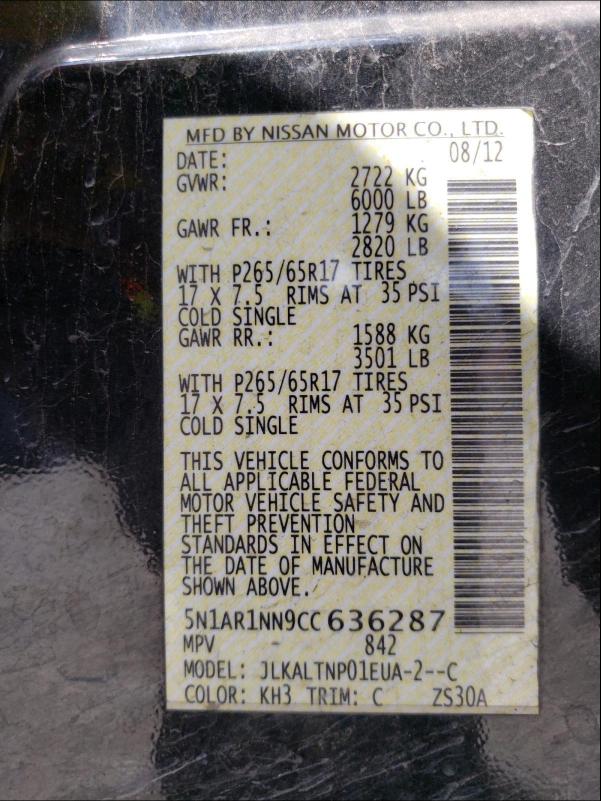 MFD BY NISSAN MOTOR CO., LTD.
DATE: 08/12
GVWR: 2722 KG
6000 LB
GAWR FR.: 1279 KG
2820 LB
WITH P265/65R17 TIRES
17 X 7.5 RIMS AT 35 PSI
COLD SINGLE
GAWR RR.: 1588 KG
3501 LB
WITH P265/65R17 TIRES
17 X 7.5 RIMS AT 35 PSI
COLD SINGLE
THIS VEHICLE CONFORMS TO
ALL APPLICABLE FEDERAL
MOTOR VEHICLE SAFETY AND
THEFT PREVENTION
STANDARDS IN EFFECT ON
THE DATE OF MANUFACTURE
SHOWN ABOVE.
5N1AR1NN9CC636287
MPV 842
MODEL: JLKALTNP01EUA-2--C
COLOR: KH3 TRIM: C ZS30A